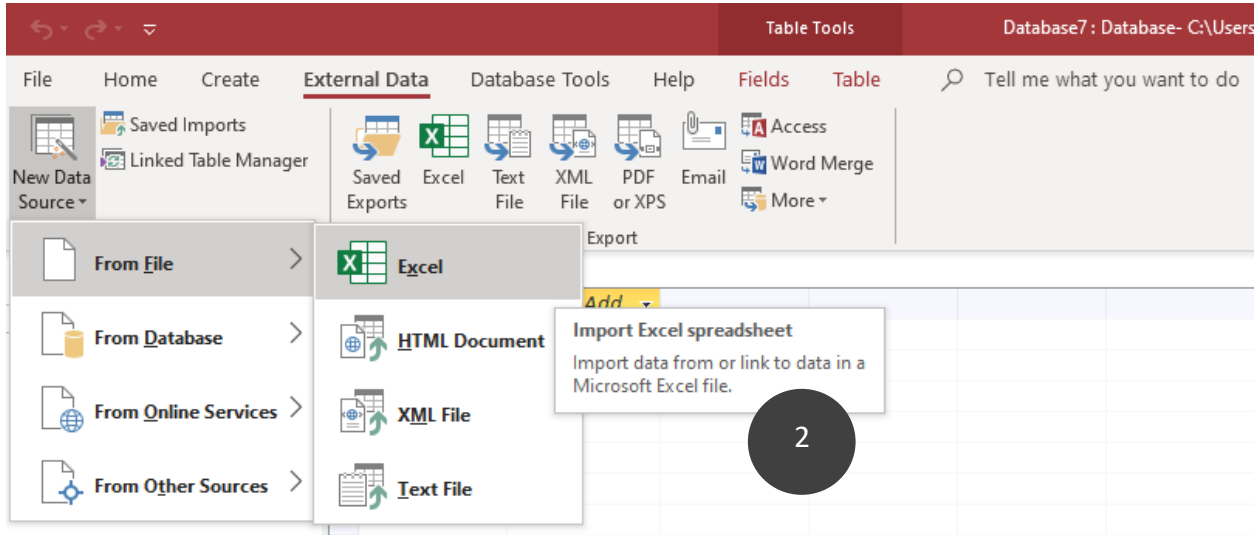 Table Tools
Database7 : Database- C:\Users
File Home Create External Data Database Tools Help Fields Table Tell me what you want to do
New Data Source
Saved Imports
Linked Table Manager
Saved Exports
Excel
Text File
XML File
PDF or XPS
Email
Access
Word Merge
More
Export
From File
From Database
From Online Services
From Other Sources
Excel
HTML Document
XML File
Text File
Add
Import Excel spreadsheet
Import data from or link to data in a
Microsoft Excel file.
2